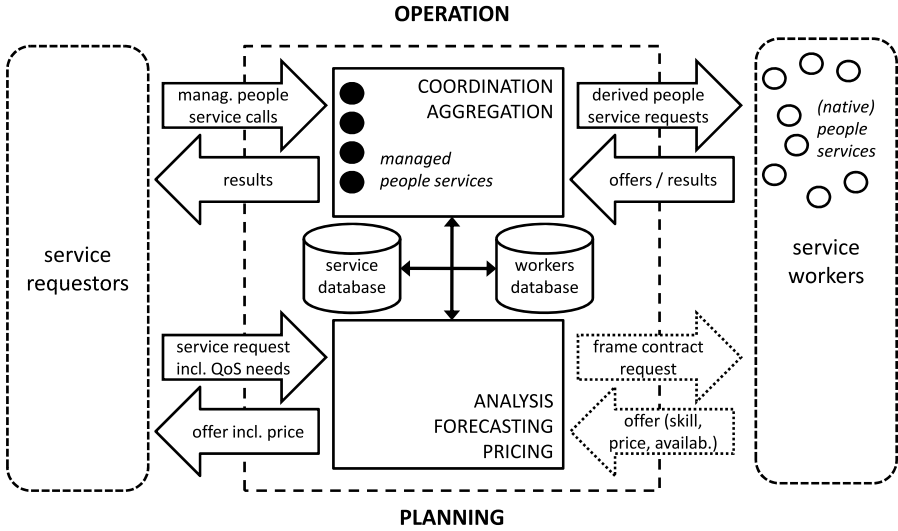 OPERATION
manag. people
service calls
results
COORDINATION
AGGREGATION
managed
people services
derived people
service requests
offers / results
(native)
people
services
service
requestors
service
database
workers
database
service
workers
service request
incl. QoS needs
offer incl. price
ANALYSIS
FORECASTING
PRICING
frame contract
request
offer (skill,
price, availab.)
PLANNING